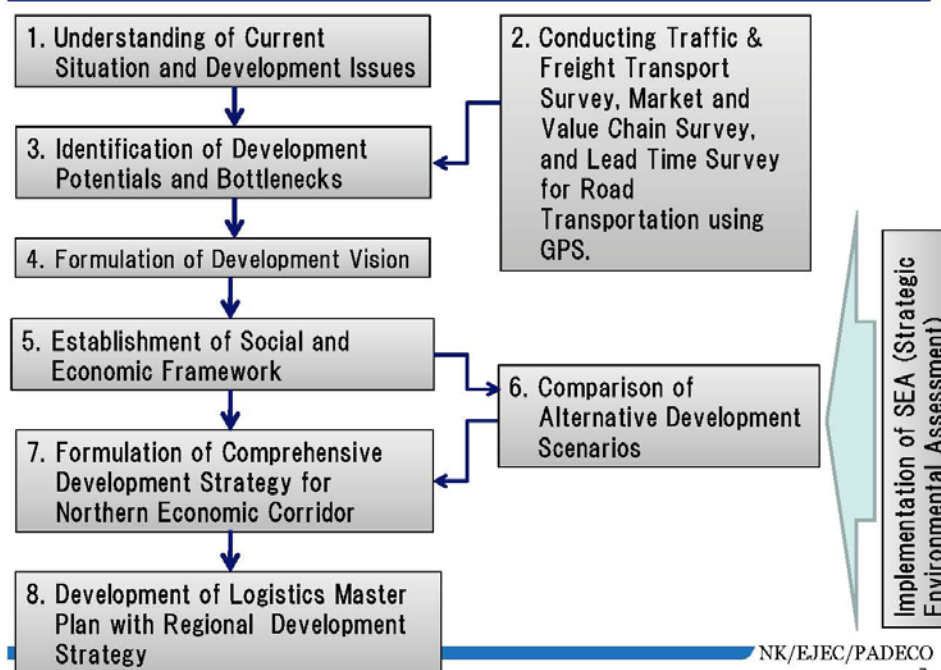 1. Understanding of Current
Situation and Development Issues
2. Conducting Traffic &
Freight Transport
Survey, Market and
Value Chain Survey,
and Lead Time Survey
for Road
Transportation using
GPS.
3. Identification of Development
Potentials and Bottlenecks
4. Formulation of Development Vision
5. Establishment of Social and
Economic Framework
6. Comparison of
Alternative Development
Scenarios
7. Formulation of Comprehensive
Development Strategy for
Northern Economic Corridor
8. Development of Logistics Master
Plan with Regional Development
Strategy
Implementation of SEA (Strategic
Environmental Assessment)
NK/EJEC/PADECO